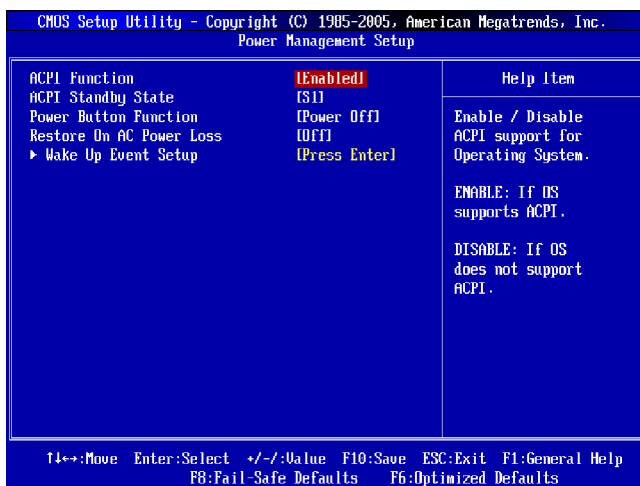 CMOS Setup Utility - Copyright (C) 1985-2005, American Megatrends, Inc.
Power Management Setup
ACPI Function [Enabled]
ACPI Standby State [S1]
Power Button Function [Power Off]
Restore On AC Power Loss [Off]
▶ Wake Up Event Setup [Press Enter]
Help Item
Enable / Disable
ACPI support for
Operating System.
ENABLE: If OS
supports ACPI.
DISABLE: If OS
does not support
ACPI.
↑↓←→:Move Enter:Select +/-/:Value F10:Save ESC:Exit F1:General Help
F8:Fail-Safe Defaults F6:Optimized Defaults